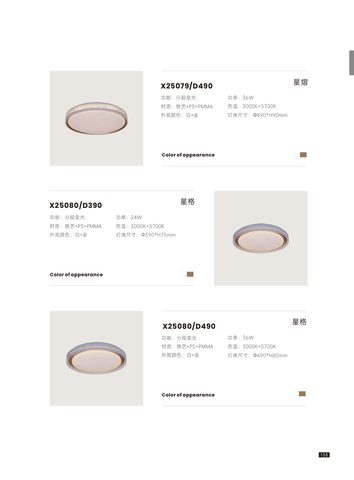 X25079/D490
星熠
功能：分段变光
功率：36W
材质：铁艺+PS+PMMA
色温：3000K+5700K
外观颜色：白+金
灯体尺寸：Φ490*H90mm
Color of appearance
X25080/D390
星格
功能：分段变光
功率：24W
材质：铁艺+PS+PMMA
色温：3000K+5700K
外观颜色：白+金
灯体尺寸：Φ390*H75mm
Color of appearance
X25080/D490
星格
功能：分段变光
功率：36W
材质：铁艺+PS+PMMA
色温：3000K+5700K
外观颜色：白+金
灯体尺寸：Φ490*H80mm
Color of appearance